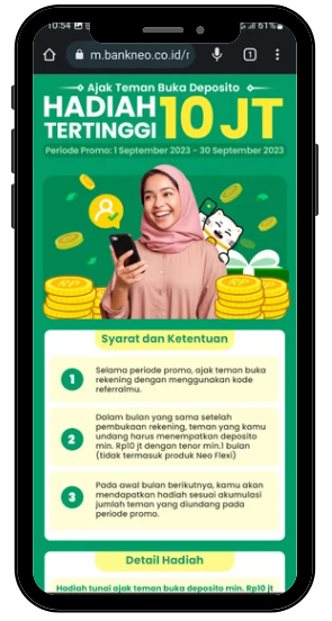 10:54
61%
m.bankneo.co.id/r
1
Ajak Teman Buka Deposito
HADIAH
TERTINGGI
10 JT
Periode Promo: 1 September 2023 - 30 September 2023
Syarat dan Ketentuan
1
Selama periode promo, ajak teman buka
rekening dengan menggunakan kode
referralmu.
2
Dalam bulan yang sama setelah
pembukaan rekening, teman yang kamu
undang harus menempatkan deposito
min. Rp10 jt dengan tenor min.1 bulan
(tidak termasuk produk Neo Flexi)
3
Pada awal bulan berikutnya, kamu akan
mendapatkan hadiah sesuai akumulasi
jumlah teman yang diundang pada
periode promo.
Detail Hadiah
Hadiah tunai ajak teman buka deposito min. Rp10 jt